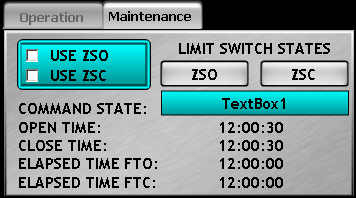 Operation Maintenance
USE ZSO
USE ZSC
LIMIT SWITCH STATES
ZSO ZSC
COMMAND STATE: TextBox1
OPEN TIME: 12:00:30
CLOSE TIME: 12:00:30
ELAPSED TIME FTO: 12:00:00
ELAPSED TIME FTC: 12:00:00